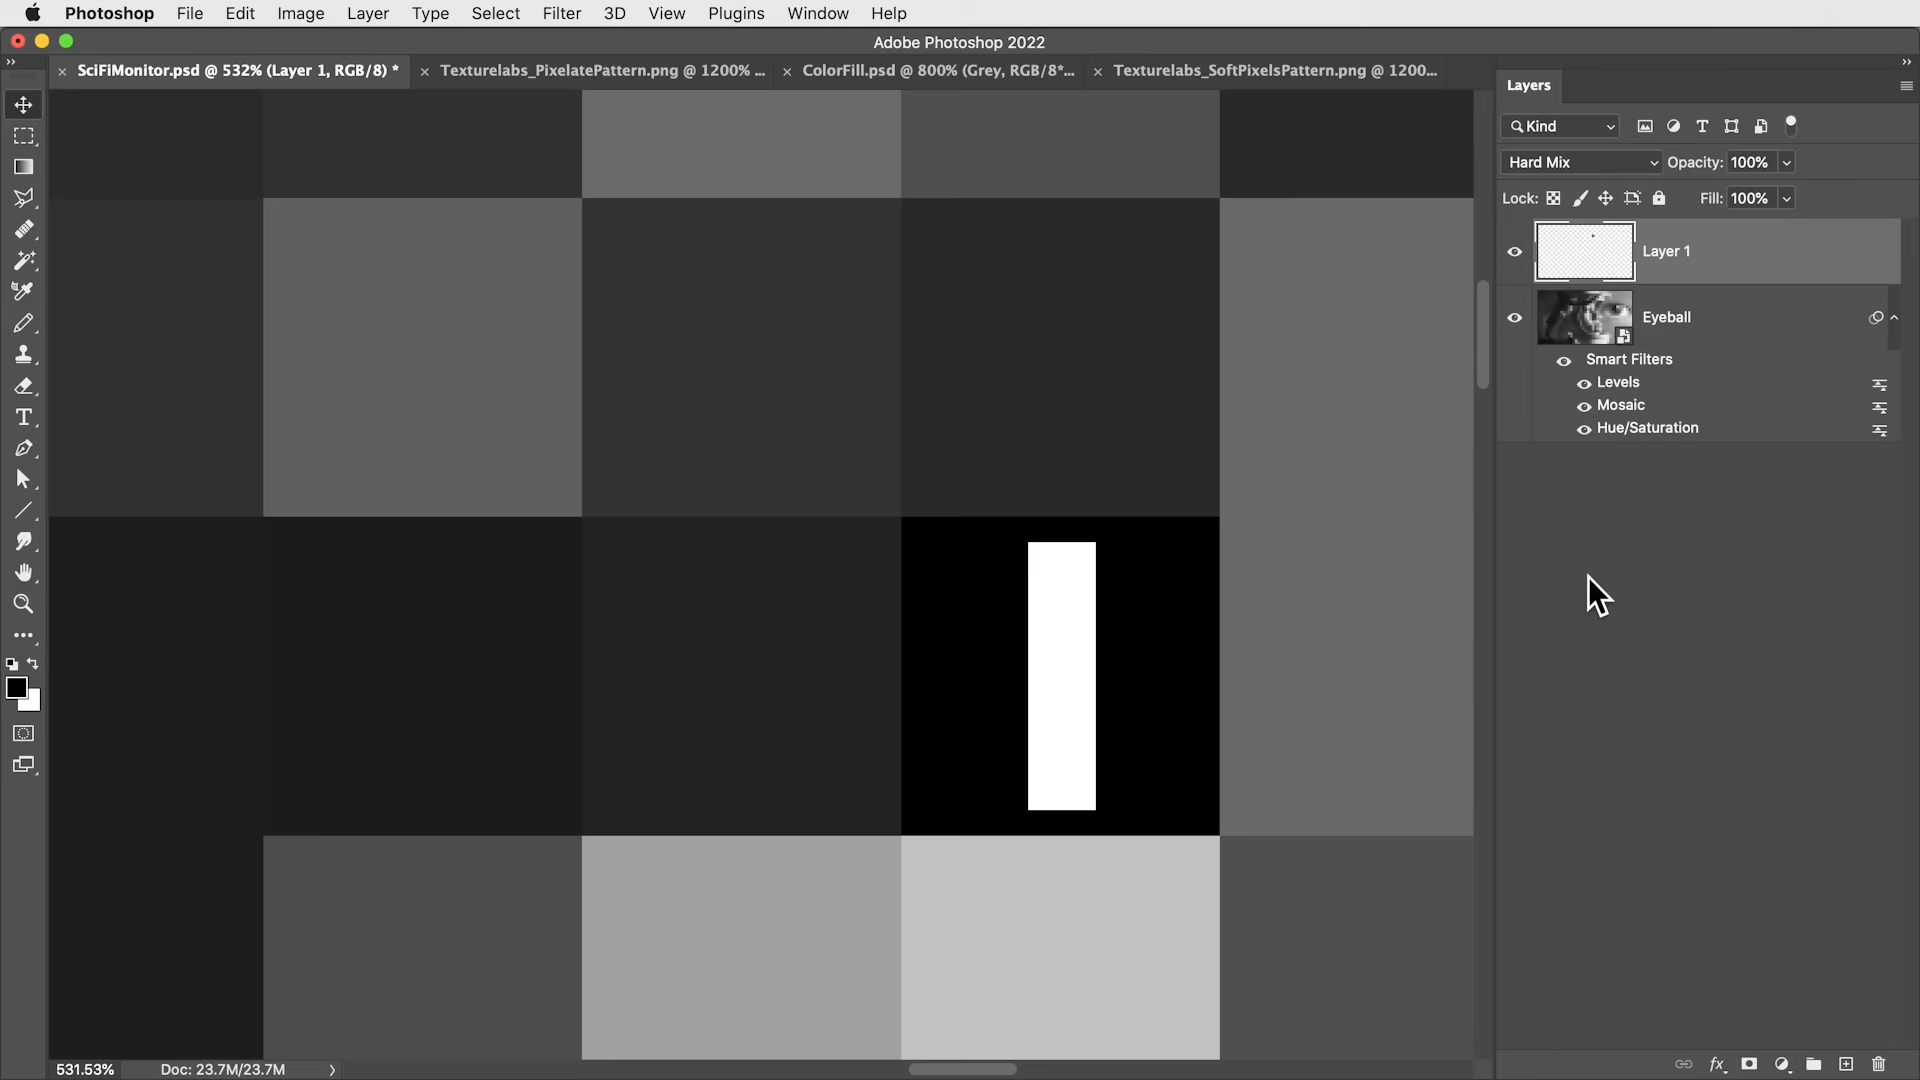 Photoshop File Edit Image Layer Type Select Filter 3D View Plugins Window Help
Adobe Photoshop 2022
SciFiMonitor.psd @ 532% (Layer 1, RGB/8) * Texturelabs_PixelatePattern.png @ 1200% ... ColorFill.psd @ 800% (Grey, RGB/8*... Texturelabs_SoftPixelsPattern.png @ 1200...
Layers
Kind
Hard Mix Opacity: 100%
Lock: Fill: 100%
Layer 1
Eyeball
Smart Filters
Levels
Mosaic
Hue/Saturation
531.53% Doc: 23.7M/23.7M